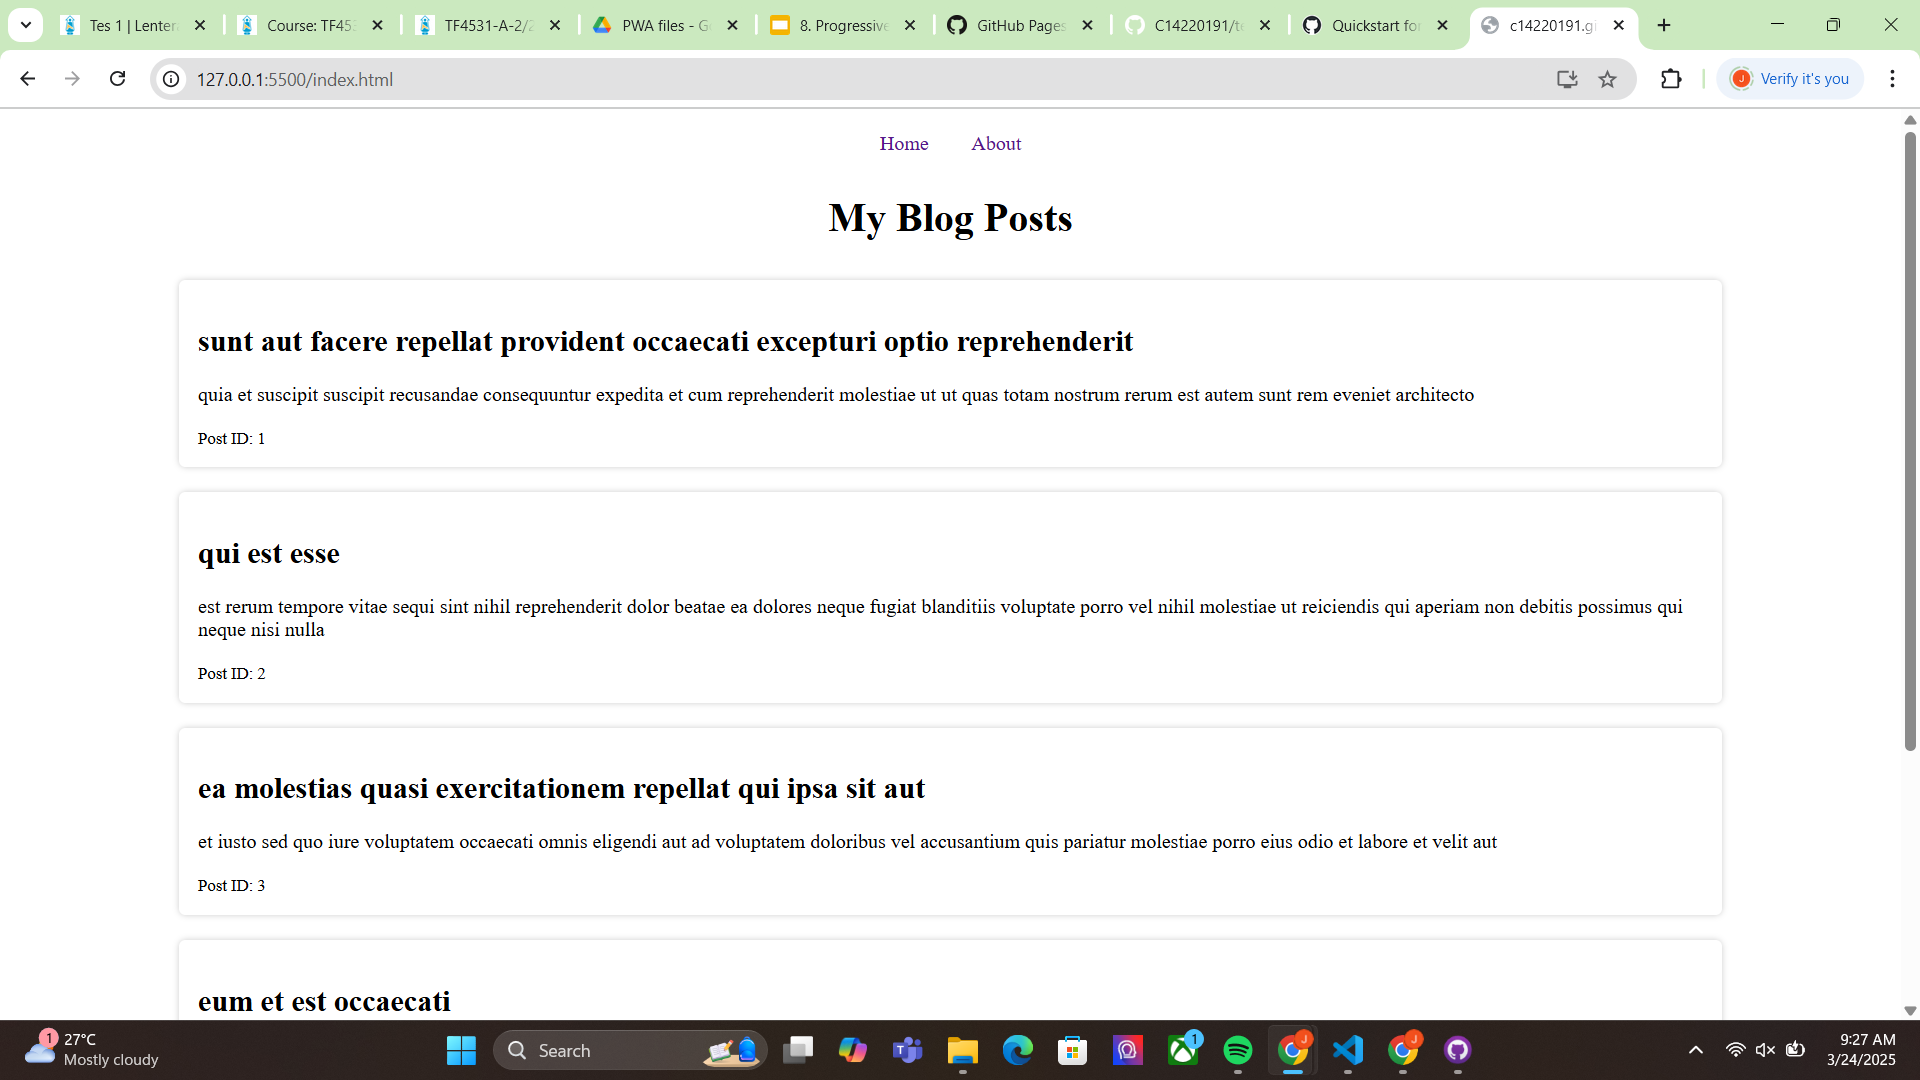 Tes 1 | Lentera
Course: TF453
TF4531-A-2/2
PWA files - Go
8. Progressive
GitHub Pages
C14220191/te
Quickstart for
c14220191.gi
127.0.0.1:5500/index.html
J
Verify it's you
Home
About
My Blog Posts
sunt aut facere repellat provident occaecati excepturi optio reprehenderit
quia et suscipit suscipit recusandae consequuntur expedita et cum reprehenderit molestiae ut ut quas totam nostrum rerum est autem sunt rem eveniet architecto
Post ID: 1
qui est esse
est rerum tempore vitae sequi sint nihil reprehenderit dolor beatae ea dolores neque fugiat blanditiis voluptate porro vel nihil molestiae ut reiciendis qui aperiam non debitis possimus qui
neque nisi nulla
Post ID: 2
ea molestias quasi exercitationem repellat qui ipsa sit aut
et iusto sed quo iure voluptatem occaecati omnis eligendi aut ad voluptatem doloribus vel accusantium quis pariatur molestiae porro eius odio et labore et velit aut
Post ID: 3
eum et est occaecati
1
27°C
Mostly cloudy
Search
1
J
J
9:27 AM
3/24/2025